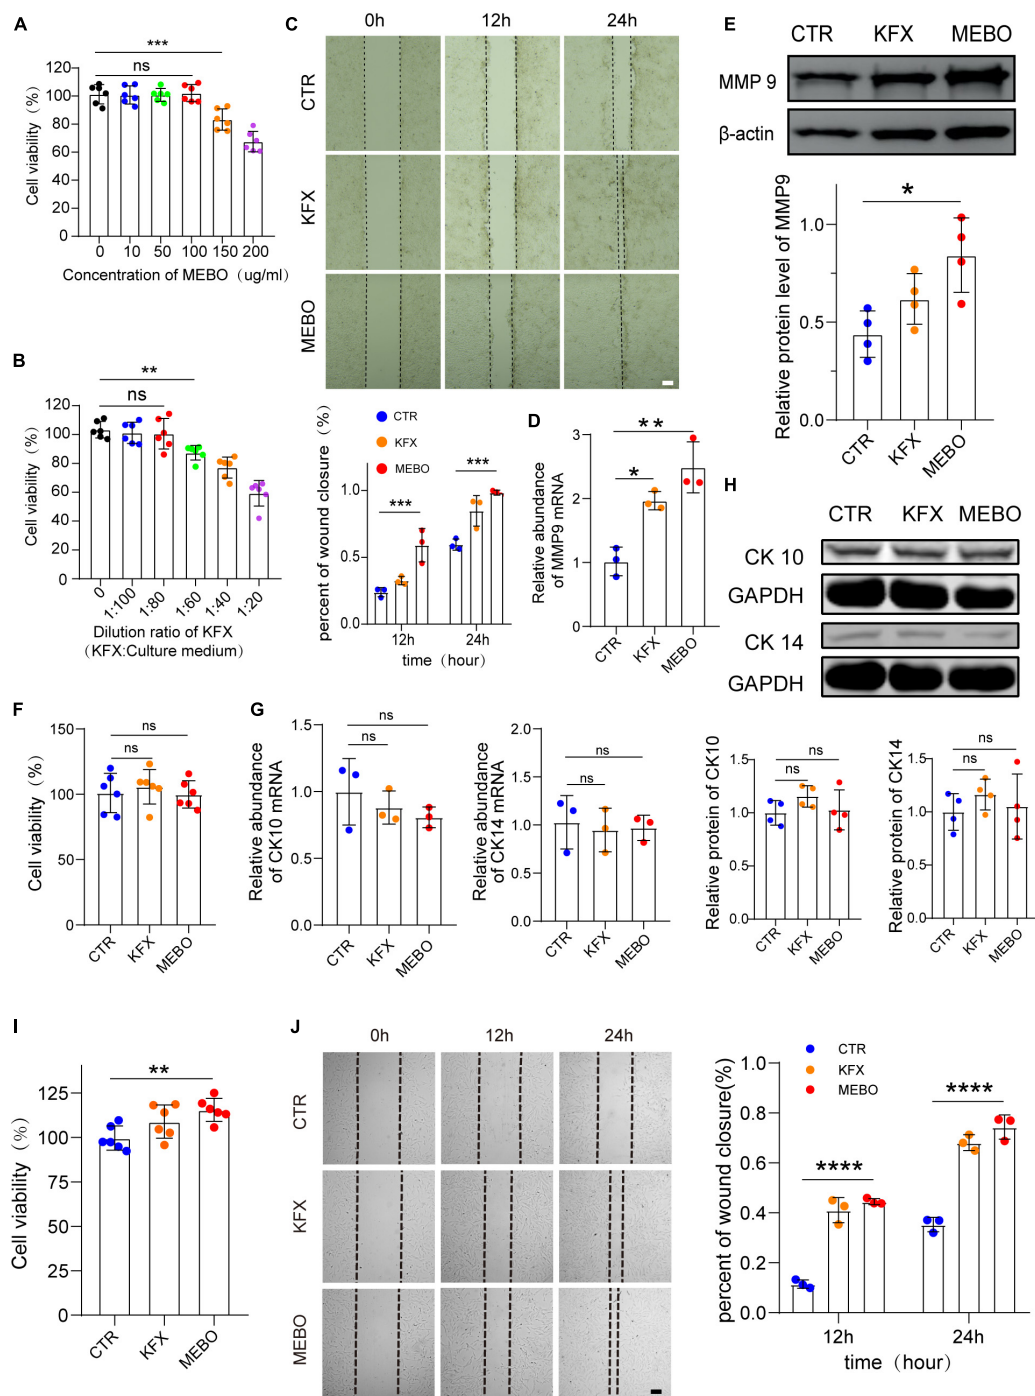 A
***
ns
120
100
80
60
40
20
0
Cell viability (%)
0 10 50 100 150 200
Concentration of MEBO (ug/ml)
B
**
ns
120
100
80
60
40
20
0
Cell viability (%)
0 1:100 1:80 1:60 1:40 1:20
Dilution ratio of KFX
(KFX:Culture medium)
C
0h 12h 24h
CTR
KFX
MEBO
CTR
KFX
MEBO
***
***
1.0
0.5
0.0
percent of wound closure (%)
12h 24h
time (hour)
D
**
*
3
2
1
0
Relative abundance
of MMP9 mRNA
CTR KFX MEBO
E
CTR KFX MEBO
MMP 9
β-actin
*
1.0
0.5
0.0
Relative protein level of MMP9
CTR KFX MEBO
F
ns
ns
150
100
50
0
Cell viability (%)
CTR KFX MEBO
G
ns
ns
1.5
1.0
0.5
0.0
Relative abundance
of CK10 mRNA
CTR KFX MEBO
ns
ns
2.0
1.5
1.0
0.5
0.0
Relative abundance
of CK14 mRNA
CTR KFX MEBO
H
CTR KFX MEBO
CK 10
GAPDH
CK 14
GAPDH
ns
ns
1.5
1.0
0.5
0.0
Relative protein of CK10
CTR KFX MEBO
ns
ns
1.5
1.0
0.5
0.0
Relative protein of CK14
CTR KFX MEBO
I
**
125
100
75
50
25
0
Cell viability (%)
CTR KFX MEBO
J
0h 12h 24h
CTR
KFX
MEBO
CTR
KFX
MEBO
****
****
1.0
0.8
0.6
0.4
0.2
0.0
percent of wound closure(%)
12h 24h
time (hour)